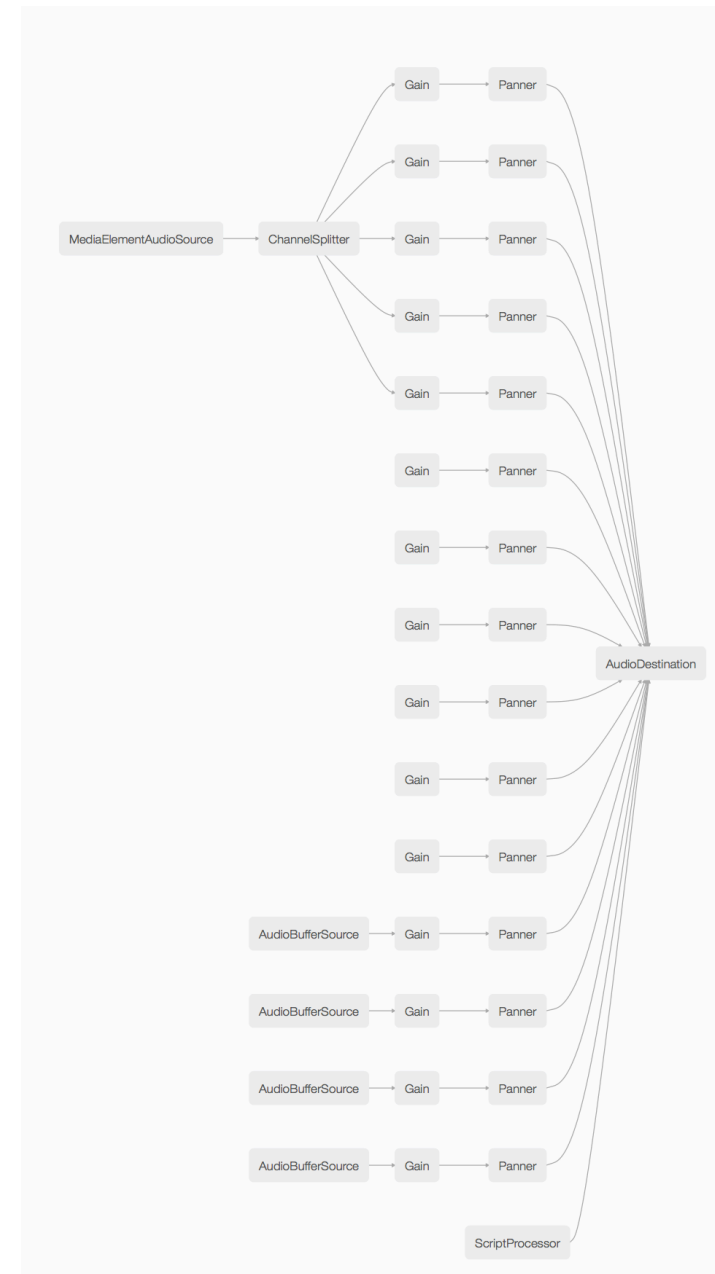 Gain Panner
Gain Panner
MediaElementAudioSource ChannelSplitter Gain Panner
Gain Panner
Gain Panner
Gain Panner
Gain Panner
Gain Panner
AudioDestination
Gain Panner
Gain Panner
Gain Panner
AudioBufferSource Gain Panner
AudioBufferSource Gain Panner
AudioBufferSource Gain Panner
AudioBufferSource Gain Panner
ScriptProcessor